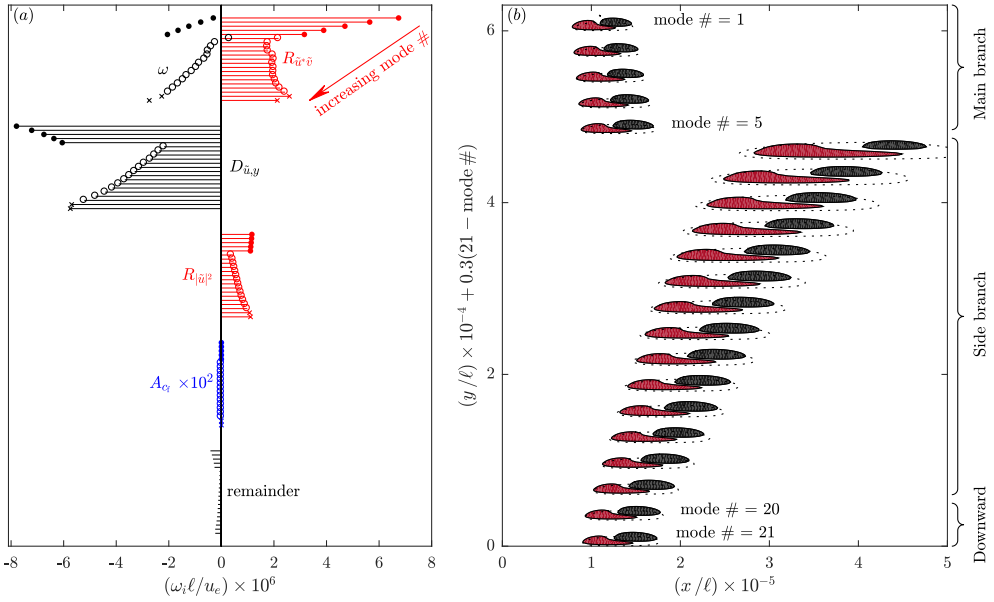 (a)
ω
R_{ũ*ṽ}
increasing mode #
D_{ũ,y}
R_{|ũ|²}
A_{c_i} ×10²
remainder
-8
-6
-4
-2
0
2
4
6
8
(ω_i ℓ/u_e) × 10⁶
(b)
mode # = 1
mode # = 5
mode # = 20
mode # = 21
Main branch
Side branch
Downward
(y/ℓ) × 10⁻⁴ + 0.3(21 − mode #)
6
4
2
0
1
2
3
4
5
(x/ℓ) × 10⁻⁵